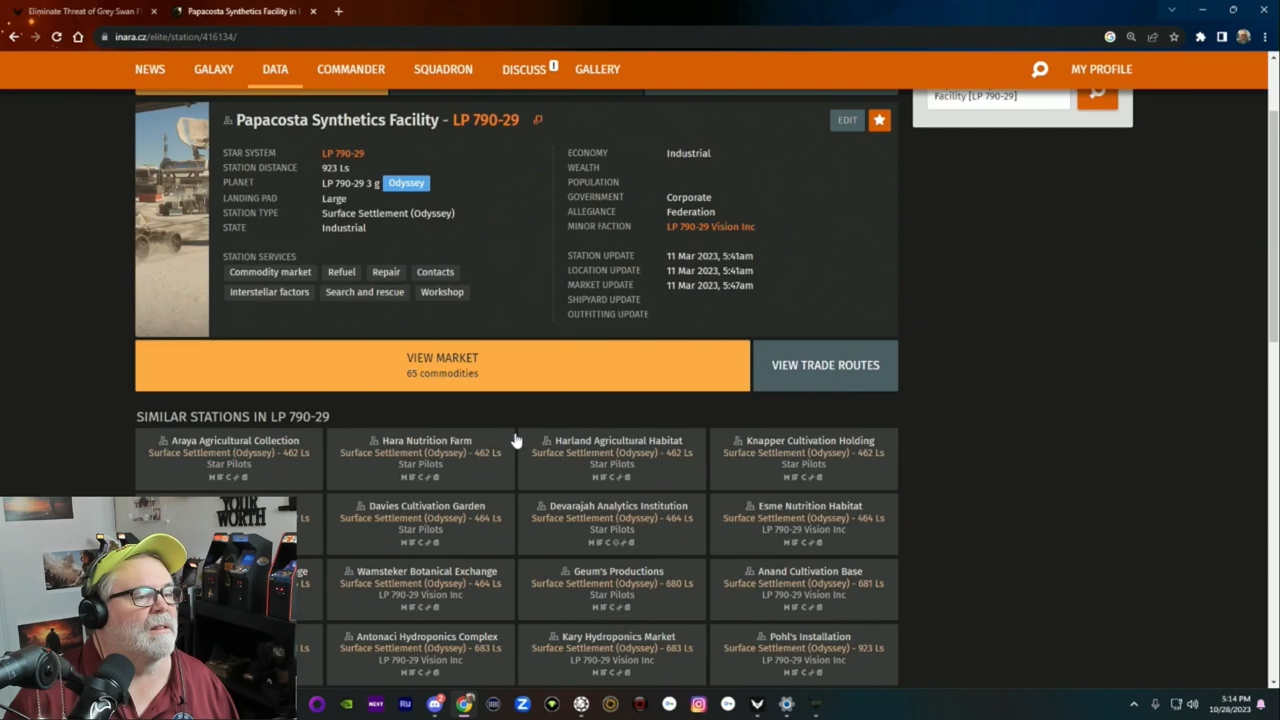 Eliminate Threat of Grey Swan F
Papacosta Synthetics Facility in
inara.cz/elite/station/416134/
NEWS GALAXY DATA COMMANDER SQUADRON DISCUSS GALLERY MY PROFILE
Facility [LP 790-29]
Papacosta Synthetics Facility - LP 790-29
EDIT
STAR SYSTEM LP 790-29
STATION DISTANCE 923 Ls
PLANET LP 790-29 3 g Odyssey
LANDING PAD Large
STATION TYPE Surface Settlement (Odyssey)
STATE Industrial
STATION SERVICES
Commodity market Refuel Repair Contacts
Interstellar factors Search and rescue Workshop
ECONOMY Industrial
WEALTH
POPULATION
GOVERNMENT Corporate
ALLEGIANCE Federation
MINOR FACTION LP 790-29 Vision Inc
STATION UPDATE 11 Mar 2023, 5:41am
LOCATION UPDATE 11 Mar 2023, 5:41am
MARKET UPDATE 11 Mar 2023, 5:47am
SHIPYARD UPDATE
OUTFITTING UPDATE
VIEW MARKET
65 commodities
VIEW TRADE ROUTES
SIMILAR STATIONS IN LP 790-29
Araya Agricultural Collection
Surface Settlement (Odyssey) - 462 Ls
Star Pilots
Hara Nutrition Farm
Surface Settlement (Odyssey) - 462 Ls
Star Pilots
Harland Agricultural Habitat
Surface Settlement (Odyssey) - 462 Ls
Star Pilots
Knapper Cultivation Holding
Surface Settlement (Odyssey) - 462 Ls
Star Pilots
Ls
Davies Cultivation Garden
Surface Settlement (Odyssey) - 464 Ls
Star Pilots
Devarajah Analytics Institution
Surface Settlement (Odyssey) - 464 Ls
Star Pilots
Esme Nutrition Habitat
Surface Settlement (Odyssey) - 464 Ls
LP 790-29 Vision Inc
ge
Ls
Wamsteker Botanical Exchange
Surface Settlement (Odyssey) - 464 Ls
LP 790-29 Vision Inc
Geum's Productions
Surface Settlement (Odyssey) - 680 Ls
Star Pilots
Anand Cultivation Base
Surface Settlement (Odyssey) - 681 Ls
LP 790-29 Vision Inc
Ls
Antonaci Hydroponics Complex
Surface Settlement (Odyssey) - 683 Ls
LP 790-29 Vision Inc
Kary Hydroponics Market
Surface Settlement (Odyssey) - 683 Ls
LP 790-29 Vision Inc
Pohl's Installation
Surface Settlement (Odyssey) - 923 Ls
LP 790-29 Vision Inc
YOUR
WORTH
5:14 PM
10/28/2023